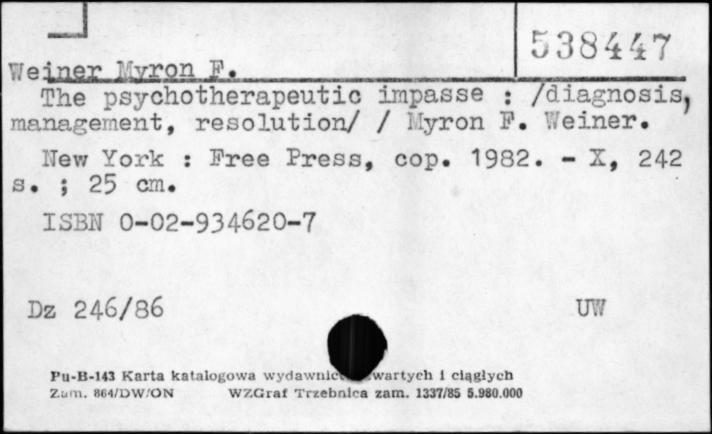 538447
Weiner Myron F.
The psychotherapeutic impasse : /diagnosis,
management, resolution/ / Myron F. Weiner.
New York : Free Press, cop. 1982. - X, 242
s. ; 25 cm.
ISBN 0-02-934620-7
Dz 246/86 UW
Pu-B-143 Karta katalogowa i ciągłych
Zam. 864/DW/ON WZGraf Trzebnica zam. 1337/85 5.980.000